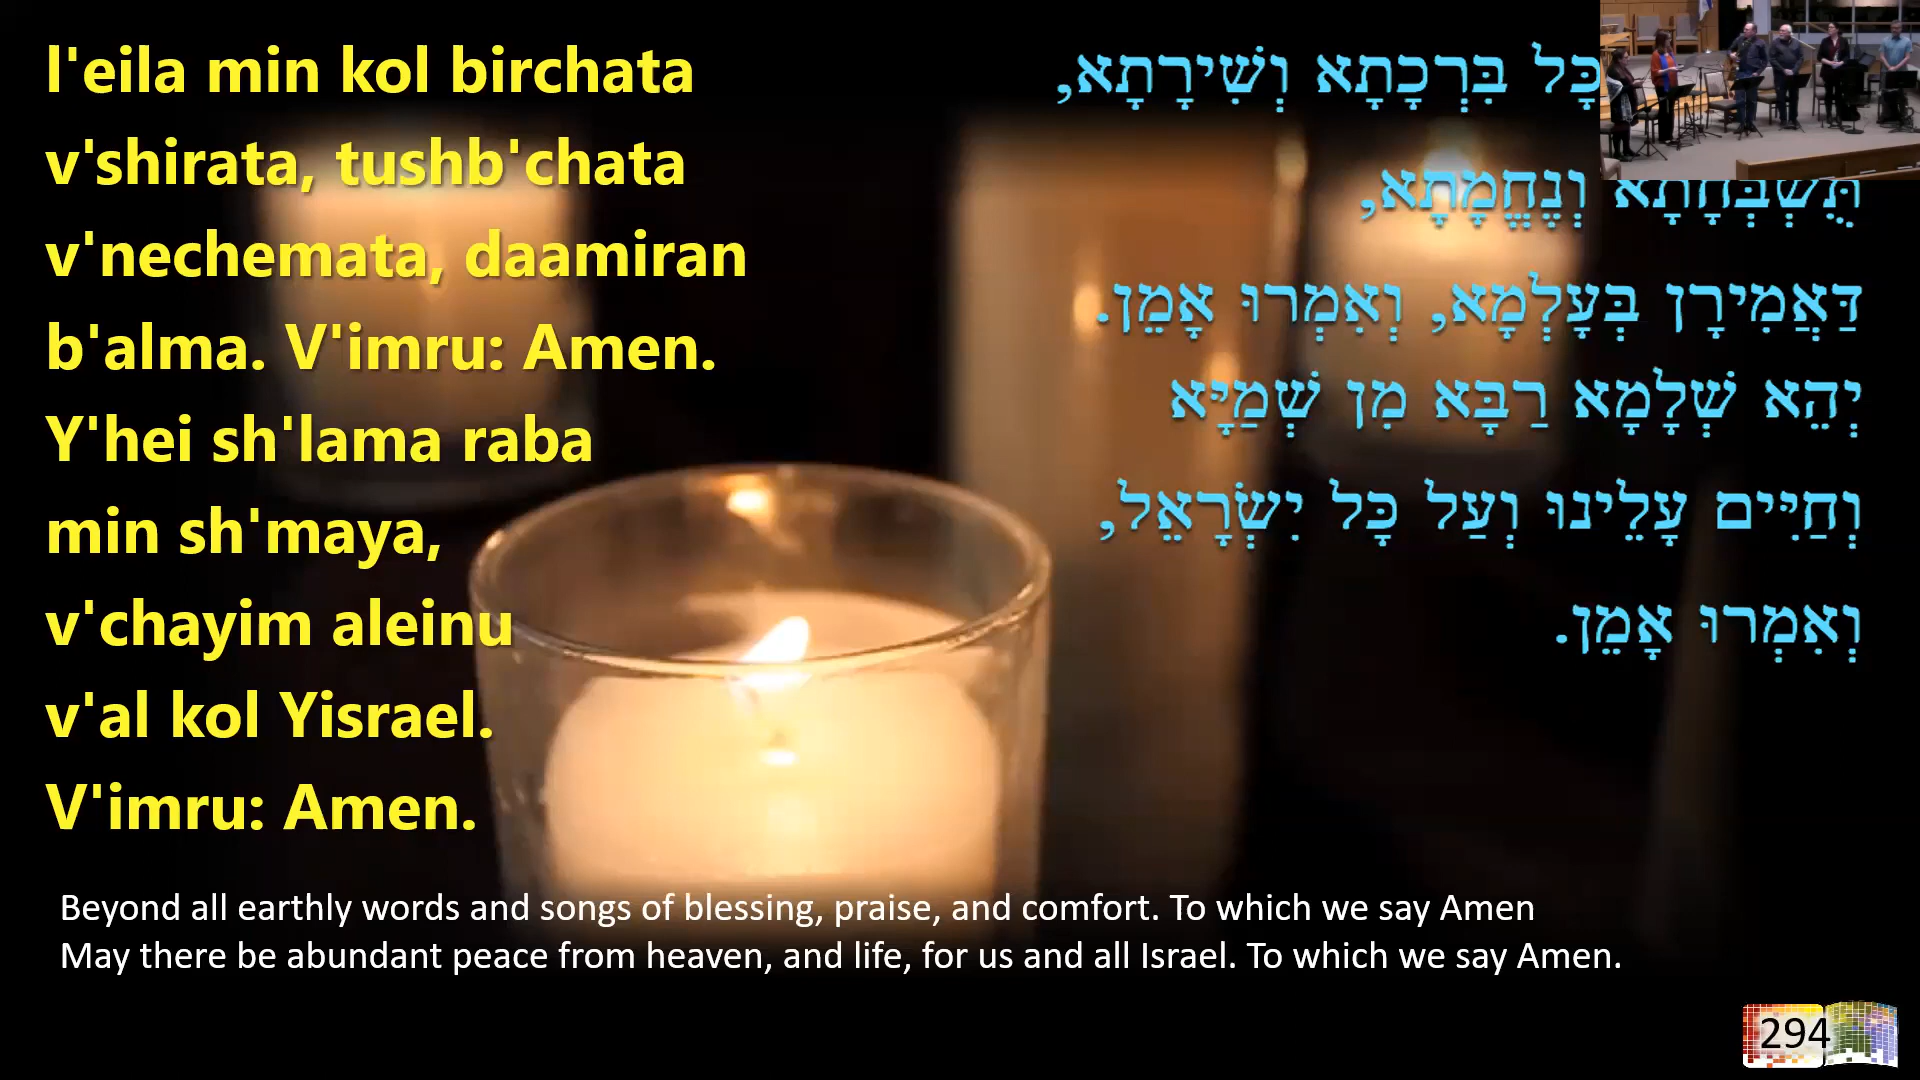 l'eila min kol birchata
v'shirata, tushb'chata
v'nechemata, daamiran
b'alma. V'imru: Amen.
Y'hei sh'lama raba
min sh'maya,
v'chayim aleinu
v'al kol Yisrael.
V'imru: Amen.
כָּל בִּרְכָתָא וְשִׁירָתָא,
תֻּשְׁבְּחָתָא וְנֶחֱמָתָא,
דַּאֲמִירָן בְּעָלְמָא, וְאִמְרוּ אָמֵן.
יְהֵא שְׁלָמָא רַבָּא מִן שְׁמַיָּא
וְחַיִּים עָלֵינוּ וְעַל כָּל יִשְׂרָאֵל,
וְאִמְרוּ אָמֵן.
Beyond all earthly words and songs of blessing, praise, and comfort. To which we say Amen
May there be abundant peace from heaven, and life, for us and all Israel. To which we say Amen.
294